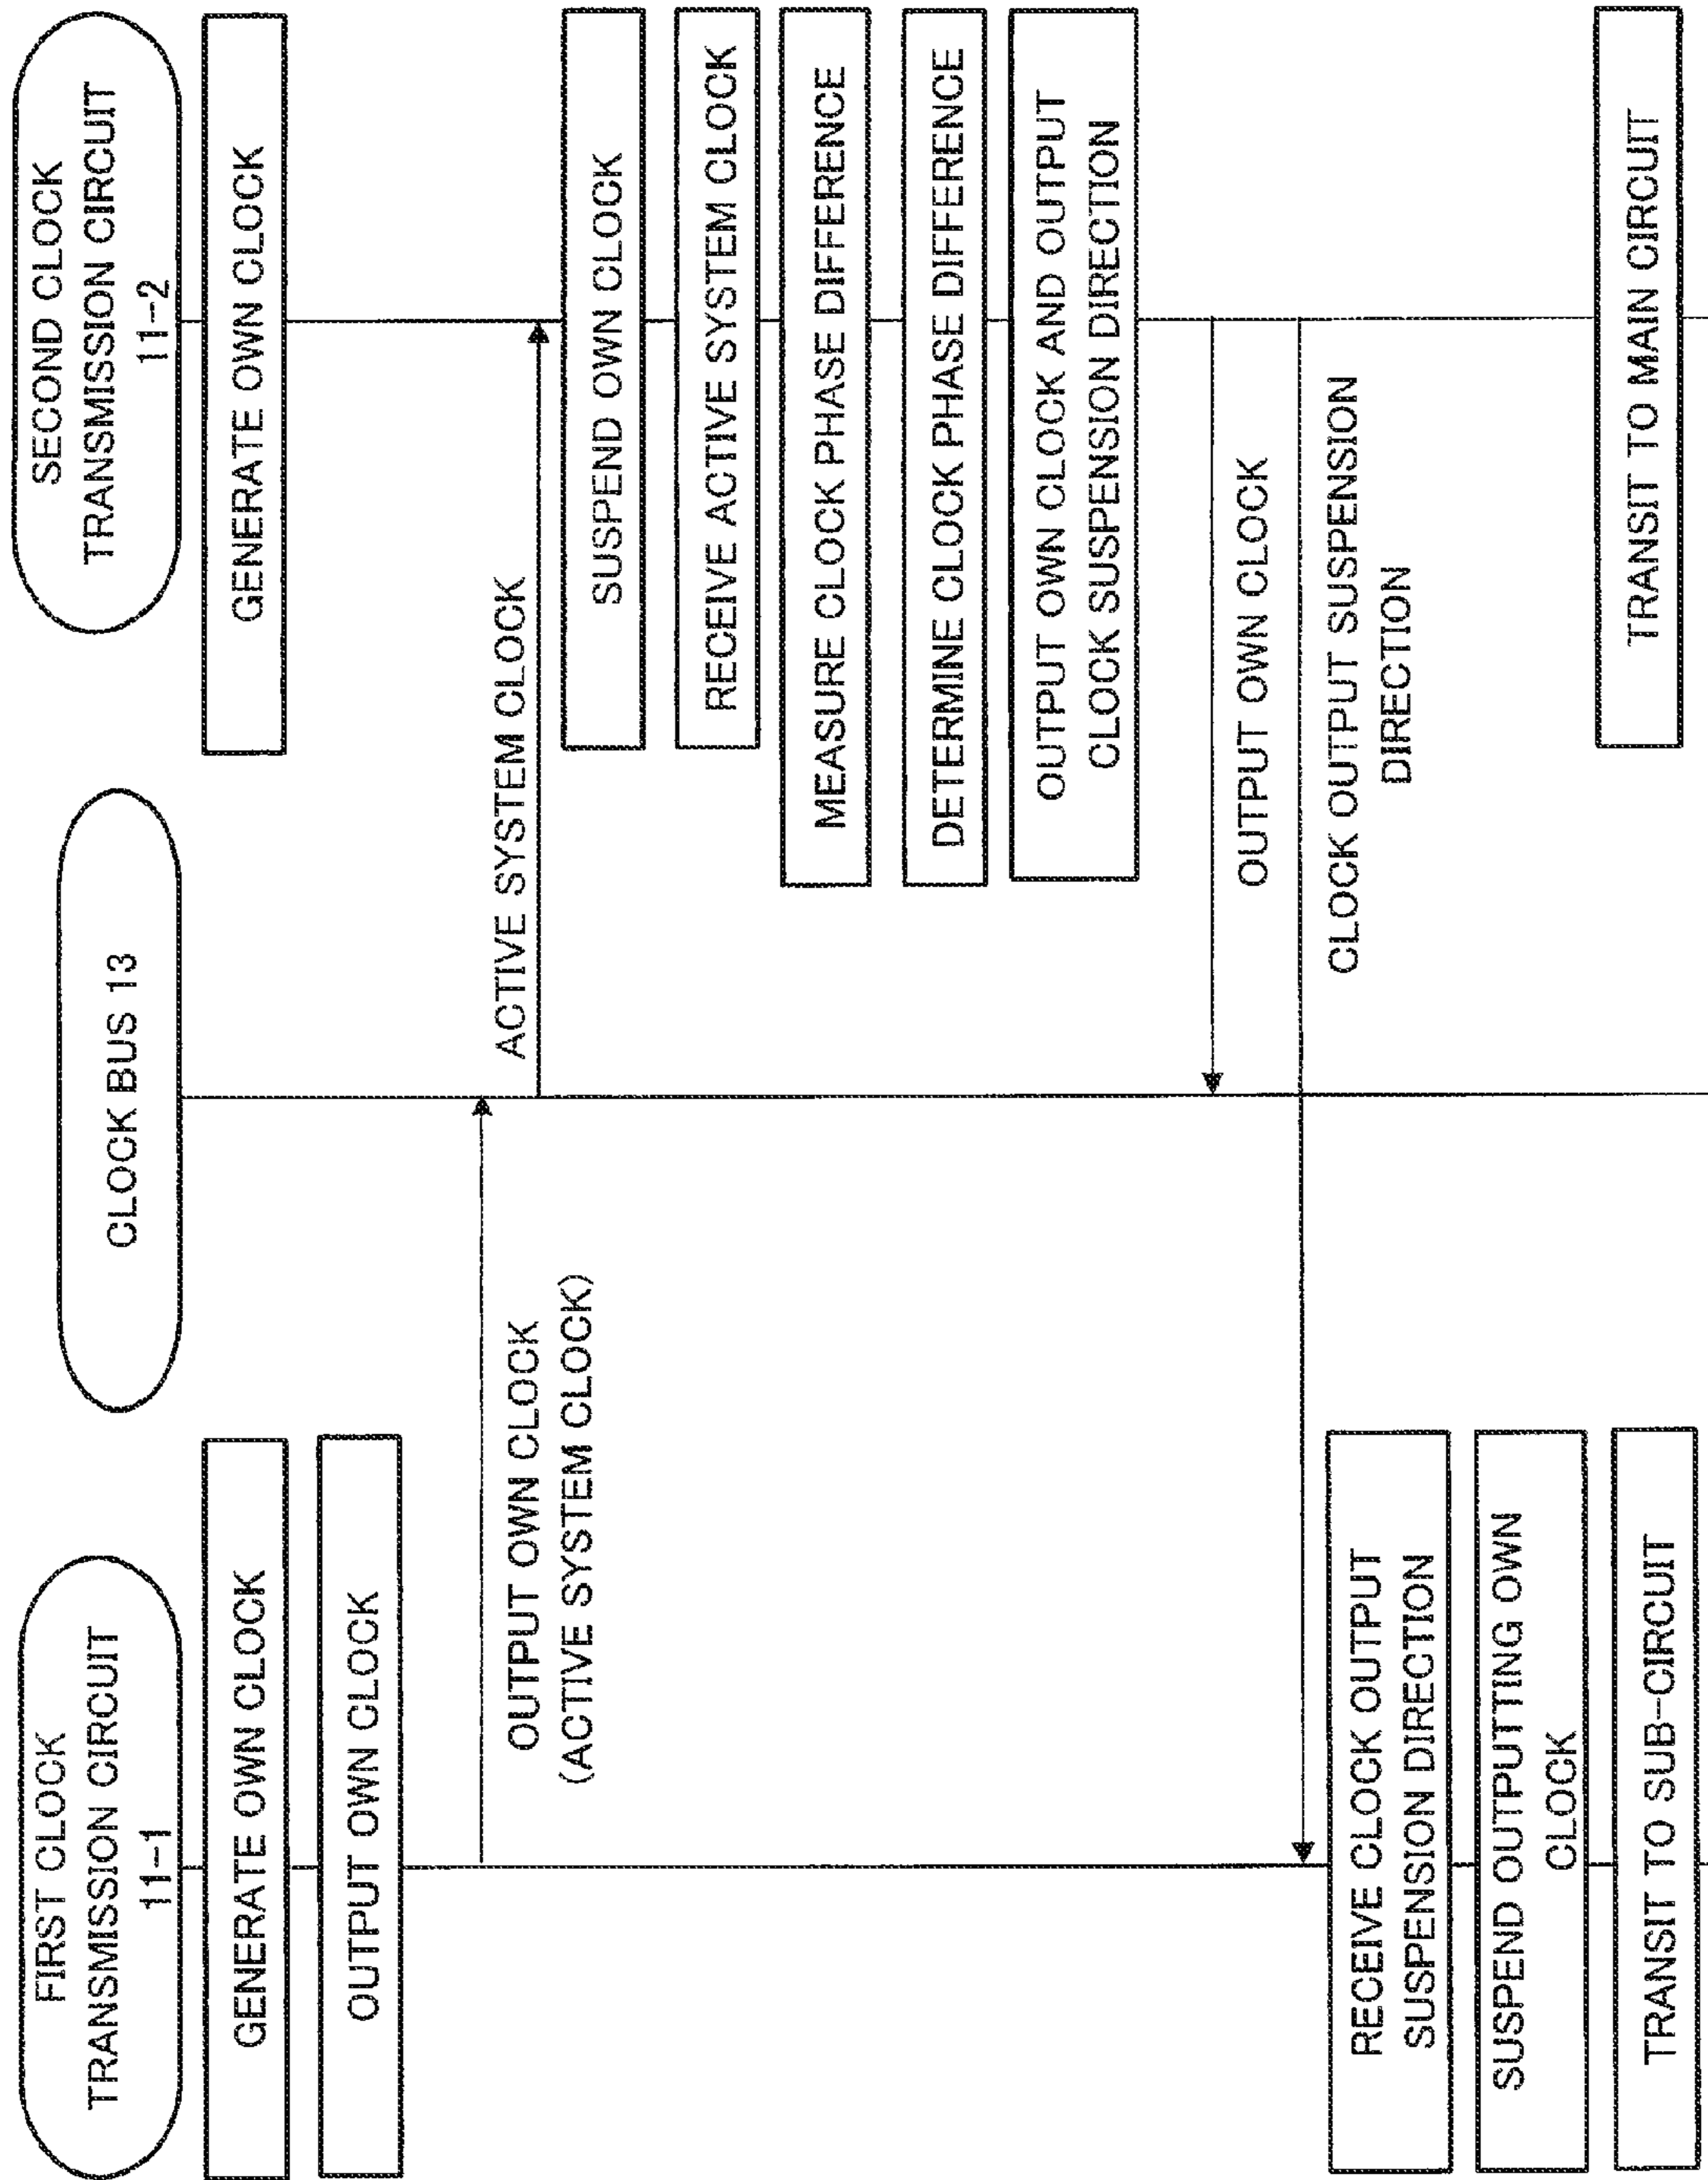 FIRST CLOCK
TRANSMISSION CIRCUIT
11-1
CLOCK BUS 13
SECOND CLOCK
TRANSMISSION CIRCUIT
11-2
GENERATE OWN CLOCK
GENERATE OWN CLOCK
OUTPUT OWN CLOCK
OUTPUT OWN CLOCK
(ACTIVE SYSTEM CLOCK)
ACTIVE SYSTEM CLOCK
SUSPEND OWN CLOCK
RECEIVE ACTIVE SYSTEM CLOCK
MEASURE CLOCK PHASE DIFFERENCE
DETERMINE CLOCK PHASE DIFFERENCE
OUTPUT OWN CLOCK AND OUTPUT
CLOCK SUSPENSION DIRECTION
OUTPUT OWN CLOCK
CLOCK OUTPUT SUSPENSION
DIRECTION
RECEIVE CLOCK OUTPUT
SUSPENSION DIRECTION
SUSPEND OUTPUTTING OWN
CLOCK
TRANSIT TO SUB-CIRCUIT
TRANSIT TO MAIN CIRCUIT